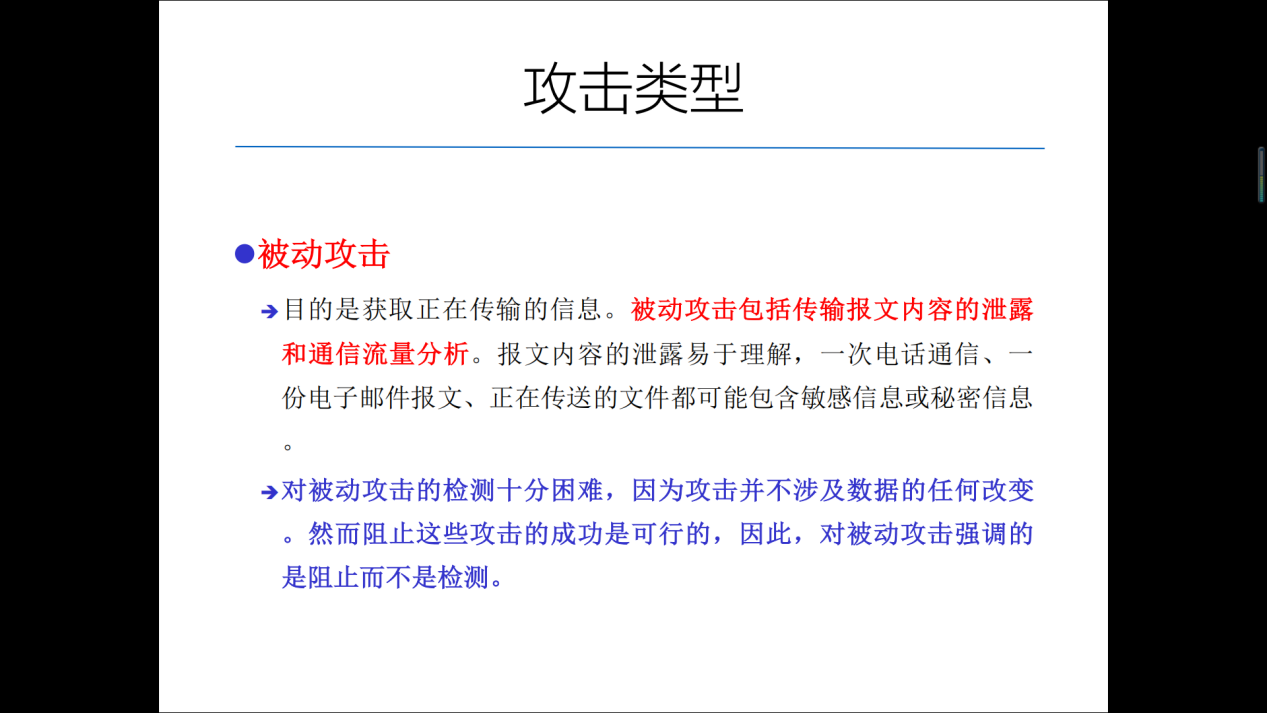 攻击类型
被动攻击
目的是获取正在传输的信息。被动攻击包括传输报文内容的泄露
和通信流量分析。报文内容的泄露易于理解，一次电话通信、一
份电子邮件报文、正在传送的文件都可能包含敏感信息或秘密信息
。
对被动攻击的检测十分困难，因为攻击并不涉及数据的任何改变
。然而阻止这些攻击的成功是可行的，因此，对被动攻击强调的
是阻止而不是检测。